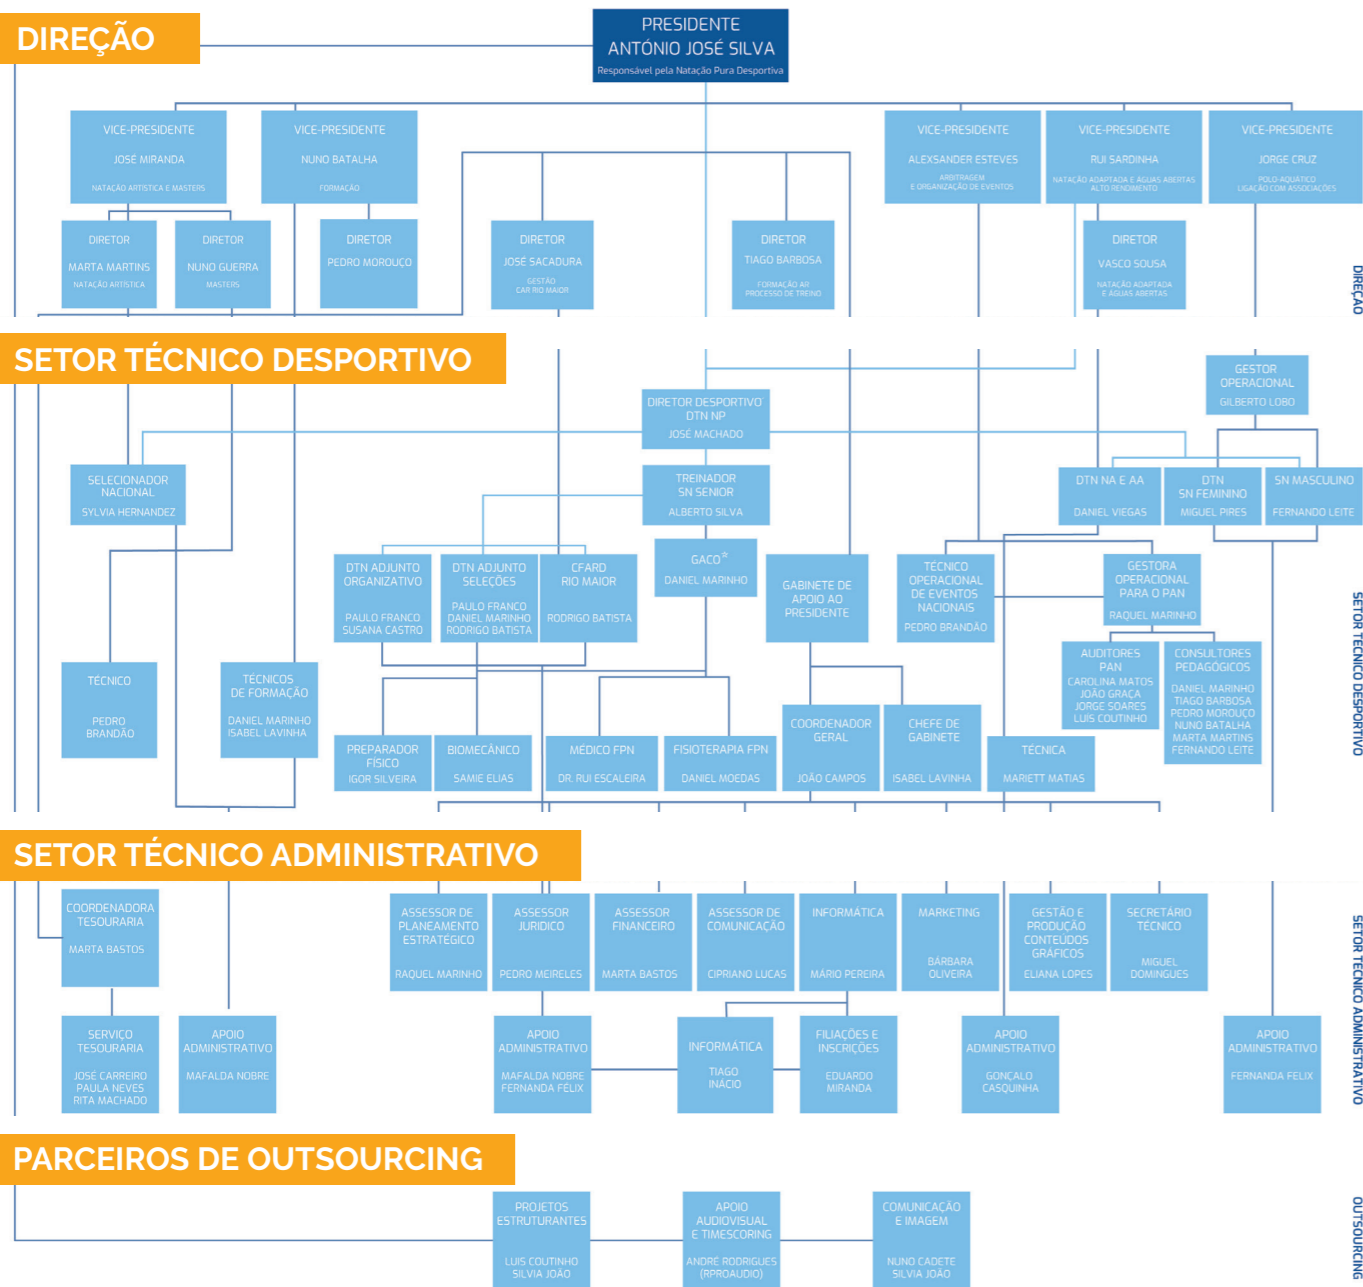 DIREÇÃO
PRESIDENTE
ANTÓNIO JOSÉ SILVA
Responsável pela Natação Pura Desportiva
VICE-PRESIDENTE
JOSÉ MIRANDA
NATAÇÃO ARTÍSTICA E MASTERS
VICE-PRESIDENTE
NUNO BATALHA
FORMAÇÃO
VICE-PRESIDENTE
ALEXSANDER ESTEVES
ARBITRAGEM
E ORGANIZAÇÃO DE EVENTOS
VICE-PRESIDENTE
RUI SARDINHA
NATAÇÃO ADAPTADA E ÁGUAS ABERTAS
ALTO RENDIMENTO
VICE-PRESIDENTE
JORGE CRUZ
POLO-AQUÁTICO
LIGAÇÃO COM ASSOCIAÇÕES
DIRETOR
MARTA MARTINS
NATAÇÃO ARTÍSTICA
DIRETOR
NUNO GUERRA
MASTERS
DIRETOR
PEDRO MOROUÇO
DIRETOR
JOSÉ SACADURA
GESTÃO
CAR RIO MAIOR
DIRETOR
TIAGO BARBOSA
FORMAÇÃO AR
PROCESSO DE TREINO
DIRETOR
VASCO SOUSA
NATAÇÃO ADAPTADA
E ÁGUAS ABERTAS
DIREÇAO
SETOR TÉCNICO DESPORTIVO
GESTOR
OPERACIONAL
GILBERTO LOBO
DIRETOR DESPORTIVO
DTN NP
JOSÉ MACHADO
SELECIONADOR
NACIONAL
SYLVIA HERNANDEZ
TREINADOR
SN SENIOR
ALBERTO SILVA
DTN NA E AA
DANIEL VIEGAS
DTN
SN FEMININO
MIGUEL PIRES
SN MASCULINO
FERNANDO LEITE
DTN ADJUNTO
ORGANIZATIVO
PAULO FRANCO
SUSANA CASTRO
DTN ADJUNTO
SELEÇÕES
PAULO FRANCO
DANIEL MARINHO
RODRIGO BATISTA
CFARD
RIO MAIOR
RODRIGO BATISTA
GACO*
DANIEL MARINHO
GABINETE DE
APOIO AO
PRESIDENTE
TÉCNICO
OPERACIONAL
DE EVENTOS
NACIONAIS
PEDRO BRANDÃO
GESTORA
OPERACIONAL
PARA O PAN
RAQUEL MARINHO
TÉCNICO
PEDRO
BRANDÃO
TÉCNICOS
DE FORMAÇÃO
DANIEL MARINHO
ISABEL LAVINHA
AUDITORES
PAN
CAROLINA MATOS
JOÃO GRAÇA
JORGE SOARES
LUÍS COUTINHO
CONSULTORES
PEDAGÓGICOS
DANIEL MARINHO
TIAGO BARBOSA
PEDRO MOROUÇO
NUNO BATALHA
MARTA MARTINS
FERNANDO LEITE
PREPARADOR
FÍSICO
IGOR SILVEIRA
BIOMECÂNICO
SAMIE ELIAS
MÉDICO FPN
DR. RUI ESCALEIRA
FISIOTERAPIA FPN
DANIEL MOEDAS
COORDENADOR
GERAL
JOÃO CAMPOS
CHEFE DE
GABINETE
ISABEL LAVINHA
TÉCNICA
MARIETT MATIAS
SETOR TECNICO DESPORTIVO
SETOR TÉCNICO ADMINISTRATIVO
COORDENADORA
TESOURARIA
MARTA BASTOS
ASSESSOR DE
PLANEAMENTO
ESTRATÉGICO
RAQUEL MARINHO
ASSESSOR
JURIDICO
PEDRO MEIRELES
ASSESSOR
FINANCEIRO
MARTA BASTOS
ASSESSOR DE
COMUNICAÇÃO
CIPRIANO LUCAS
INFORMÁTICA
MÁRIO PEREIRA
MARKETING
BÁRBARA
OLIVEIRA
GESTÃO E
PRODUÇÃO
CONTEÚDOS
GRÁFICOS
ELIANA LOPES
SECRETÁRIO
TÉCNICO
MIGUEL
DOMINGUES
SERVIÇO
TESOURARIA
JOSÉ CARREIRO
PAULA NEVES
RITA MACHADO
APOIO
ADMINISTRATIVO
MAFALDA NOBRE
APOIO
ADMINISTRATIVO
MAFALDA NOBRE
FERNANDA FÉLIX
INFORMÁTICA
TIAGO
INÁCIO
FILIAÇÕES E
INSCRIÇÕES
EDUARDO
MIRANDA
APOIO
ADMINISTRATIVO
GONÇALO
CASQUINHA
APOIO
ADMINISTRATIVO
FERNANDA FELIX
SETOR TECNICO ADMINISTRATIVO
PARCEIROS DE OUTSOURCING
PROJETOS
ESTRUTURANTES
LUIS COUTINHO
SILVIA JOÃO
APOIO
AUDIOVISUAL
E TIMESCORING
ANDRÉ RODRIGUES
(RPROAUDIO)
COMUNICAÇÃO
E IMAGEM
NUNO CADETE
SILVIA JOÃO
OUTSOURCING